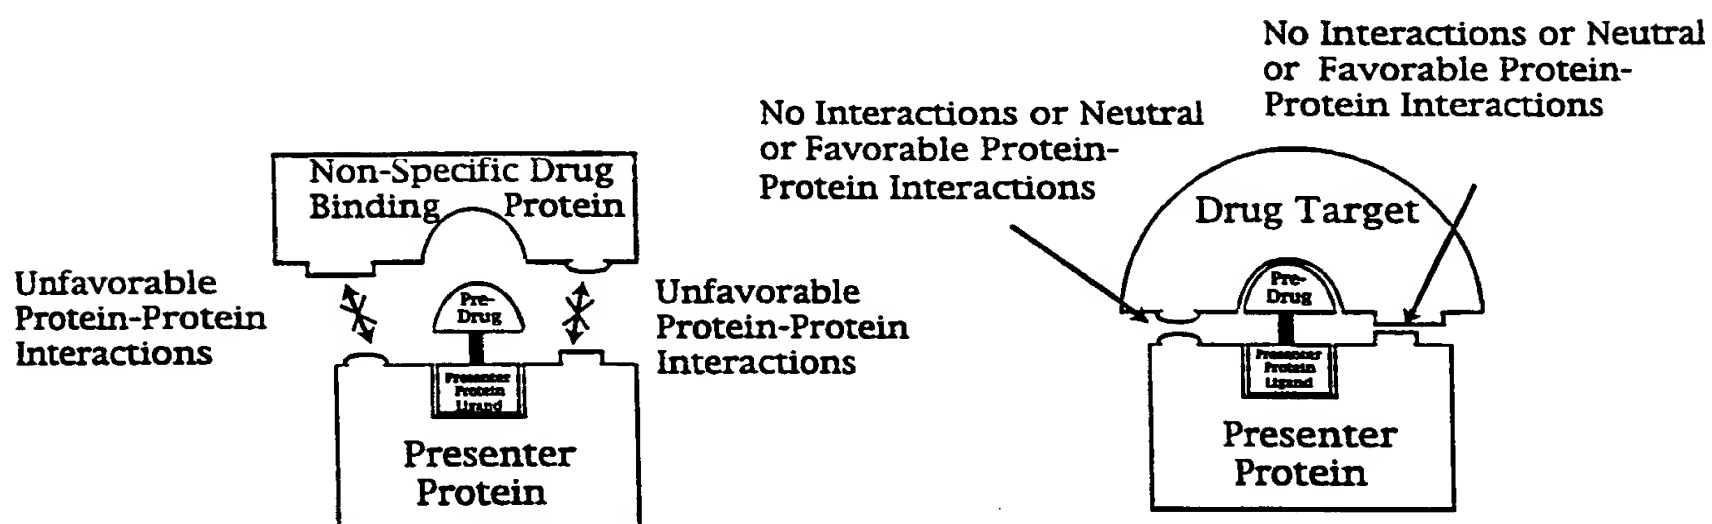 Non-Specific Drug
Binding Protein
Unfavorable
Protein-Protein
Interactions
Pre-
Drug
Unfavorable
Protein-Protein
Interactions
Presenter
Protein
Ligand
Presenter
Protein
No Interactions or Neutral
or Favorable Protein-
Protein Interactions
No Interactions or Neutral
or Favorable Protein-
Protein Interactions
Drug Target
Pre-
Drug
Presenter
Protein
Ligand
Presenter
Protein